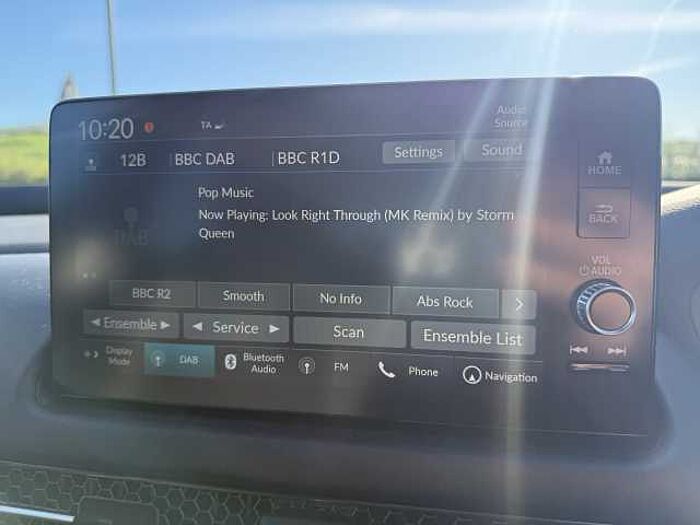 10:20 TA Audio Source
12B BBC DAB BBC R1D Settings Sound
HOME
Pop Music
Now Playing: Look Right Through (MK Remix) by Storm
Queen
DAB
BACK
VOL
AUDIO
BBC R2 Smooth No Info Abs Rock >
◄ Ensemble ► ◄ Service ► Scan Ensemble List
Display Mode DAB Bluetooth Audio FM Phone Navigation